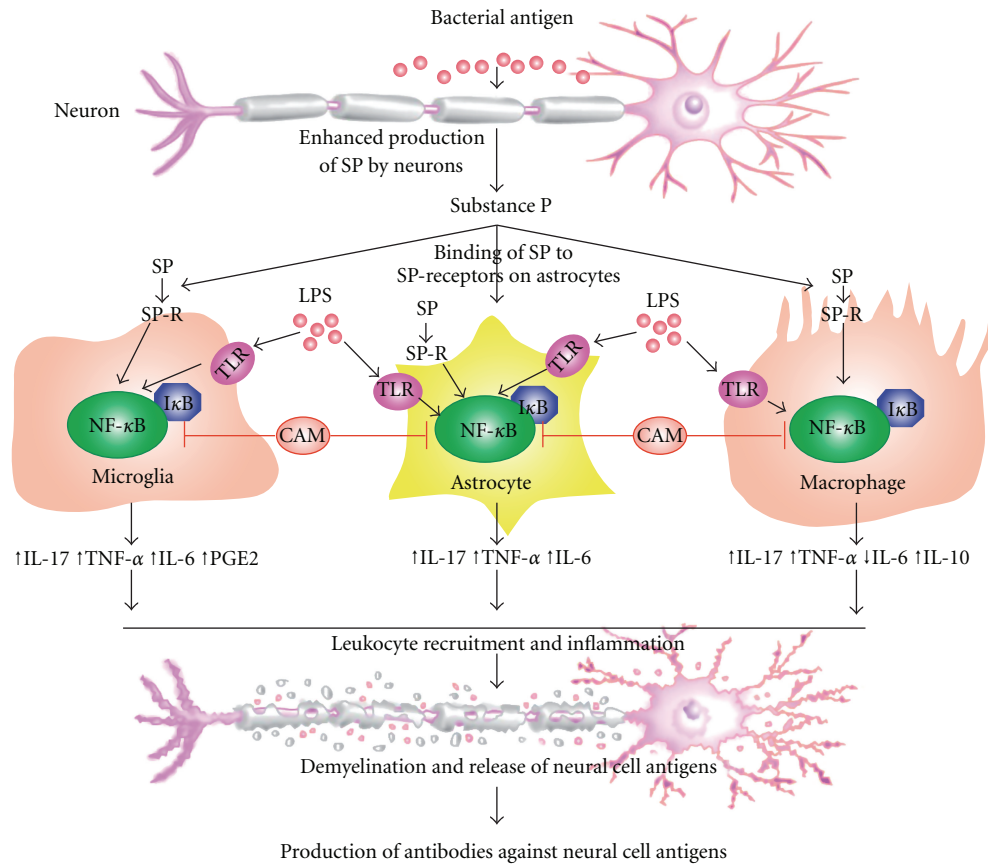 Bacterial antigen
Neuron
Enhanced production
of SP by neurons
Substance P
Binding of SP to
SP-receptors on astrocytes
SP
SP-R
LPS
TLR
SP
SP-R
TLR
LPS
TLR
TLR
SP
SP-R
NF-κB
IκB
CAM
NF-κB
IκB
CAM
NF-κB
IκB
Microglia
Astrocyte
Macrophage
↑IL-17 ↑TNF-α ↑IL-6 ↑PGE2
↑IL-17 ↑TNF-α ↑IL-6
↑IL-17 ↑TNF-α ↓IL-6 ↑IL-10
Leukocyte recruitment and inflammation
Demyelination and release of neural cell antigens
Production of antibodies against neural cell antigens